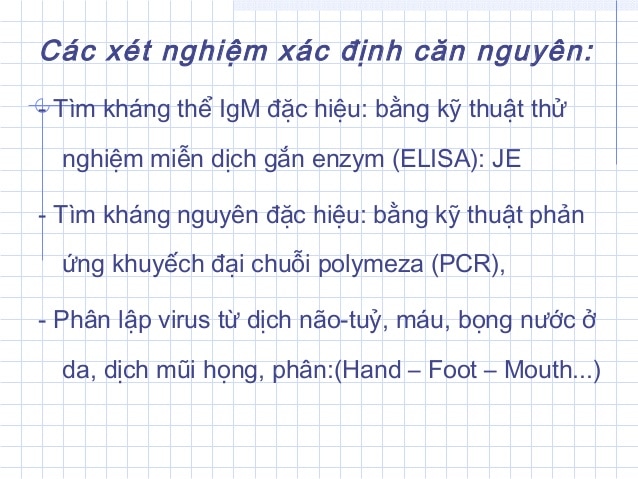 Các xét nghiệm xác định căn nguyên:
- Tìm kháng thể IgM đặc hiệu: bằng kỹ thuật thử
nghiệm miễn dịch gắn enzym (ELISA): JE
- Tìm kháng nguyên đặc hiệu: bằng kỹ thuật phản
ứng khuyếch đại chuỗi polymeza (PCR),
- Phân lập virus từ dịch não-tuỷ, máu, bọng nước ở
da, dịch mũi họng, phân:(Hand – Foot – Mouth...)